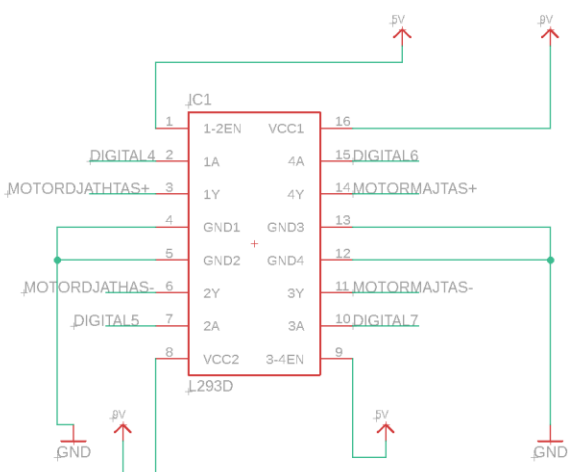 5V
9V
IC1
1
1-2EN
VCC1
16
DIGITAL4
2
1A
4A
15
DIGITAL6
MOTORDJATHTAS+
3
1Y
4Y
14
MOTORMAJTAS+
4
GND1
GND3
13
5
GND2
GND4
12
MOTORDJATHAS-
6
2Y
3Y
11
MOTORMAJTAS-
DIGITAL5
7
2A
3A
10
DIGITAL7
8
VCC2
3-4EN
9
L293D
9V
5V
GND
GND